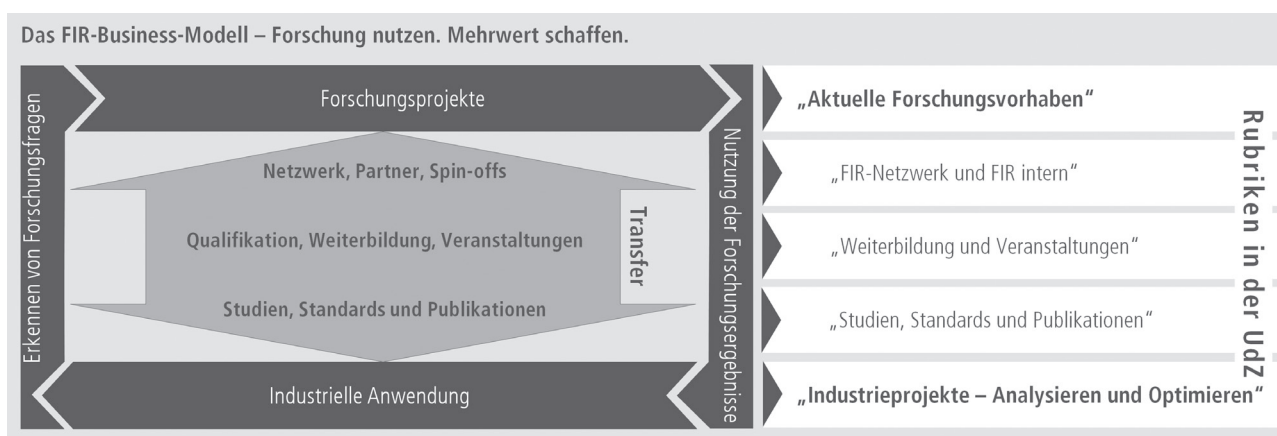 Das FIR-Business-Modell – Forschung nutzen. Mehrwert schaffen.
Erkennen von Forschungsfragen
Forschungsprojekte
Netzwerk, Partner, Spin-offs
Qualifikation, Weiterbildung, Veranstaltungen
Studien, Standards und Publikationen
Transfer
Industrielle Anwendung
Nutzung der Forschungsergebnisse
„Aktuelle Forschungsvorhaben“
„FIR-Netzwerk und FIR intern“
„Weiterbildung und Veranstaltungen“
„Studien, Standards und Publikationen“
„Industrieprojekte – Analysieren und Optimieren“
Rubriken in der UdZ